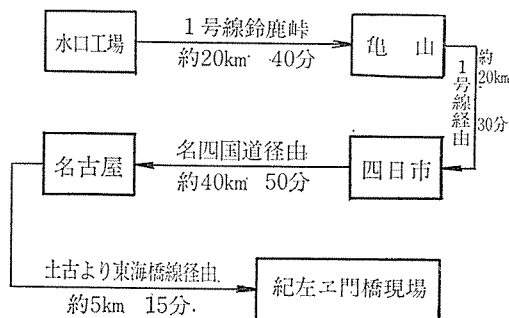 水口工場
1号線鈴鹿峠
約20km 40分
亀山
約20km
1号線経由
30分
名古屋
名四国道径由
約40km 50分
四日市
土古より東海橋線径由
約5km 15分
紀左ヱ門橋現場